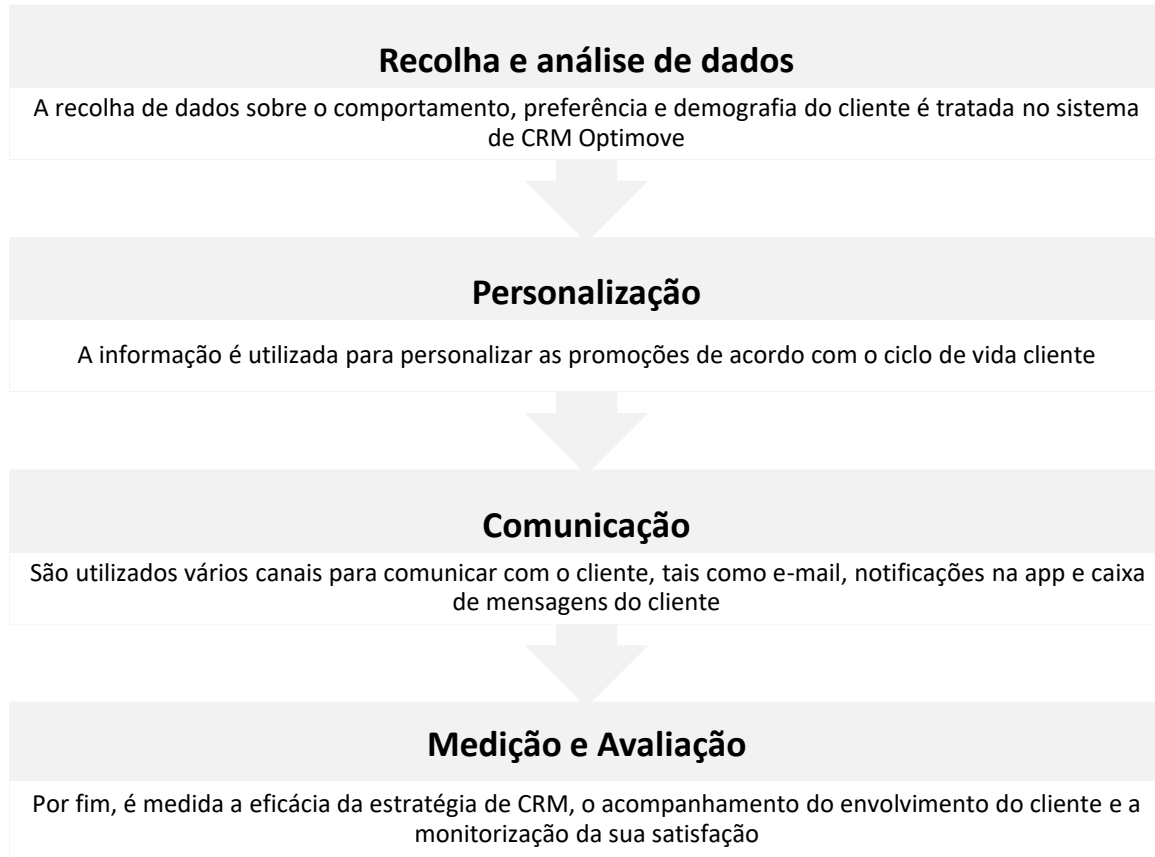 Recolha e análise de dados
A recolha de dados sobre o comportamento, preferência e demografia do cliente é tratada no sistema
de CRM Optimove
Personalização
A informação é utilizada para personalizar as promoções de acordo com o ciclo de vida cliente
Comunicação
São utilizados vários canais para comunicar com o cliente, tais como e-mail, notificações na app e caixa
de mensagens do cliente
Medição e Avaliação
Por fim, é medida a eficácia da estratégia de CRM, o acompanhamento do envolvimento do cliente e a
monitorização da sua satisfação